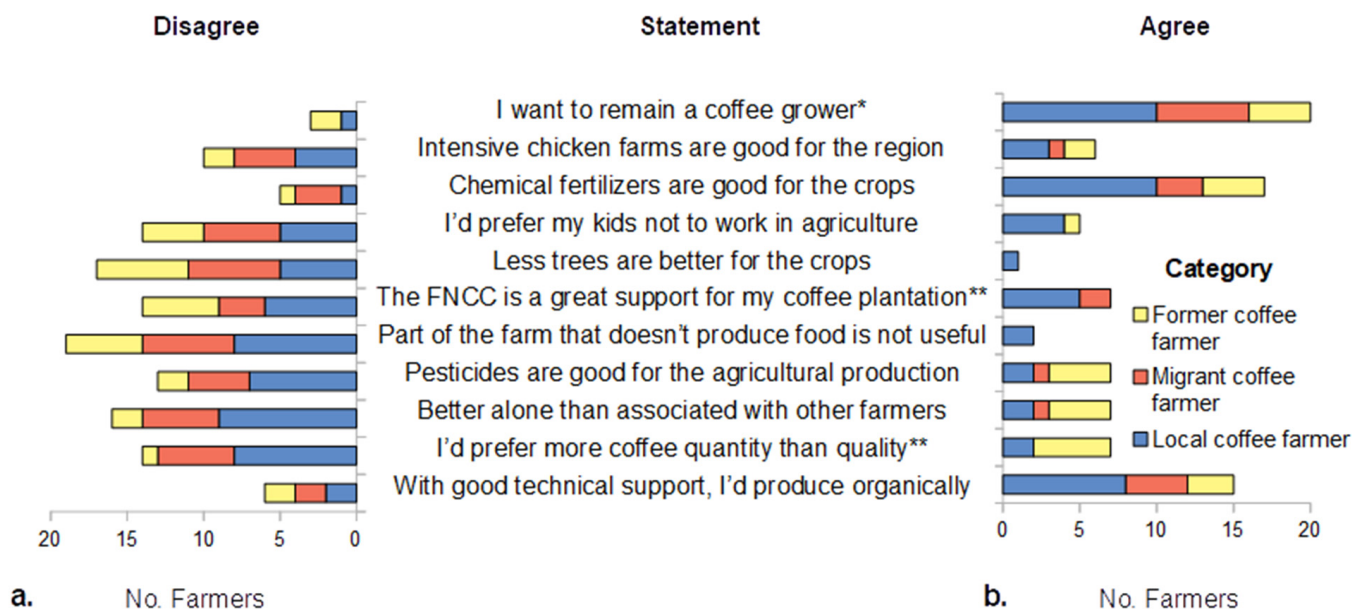 Disagree Statement Agree
I want to remain a coffee grower*
Intensive chicken farms are good for the region
Chemical fertilizers are good for the crops
I'd prefer my kids not to work in agriculture
Less trees are better for the crops
The FNCC is a great support for my coffee plantation**
Part of the farm that doesn't produce food is not useful
Pesticides are good for the agricultural production
Better alone than associated with other farmers
I'd prefer more coffee quantity than quality**
With good technical support, I'd produce organically
Category
Former coffee
farmer
Migrant coffee
farmer
Local coffee farmer
20 15 10 5 0
0 5 10 15 20
a. No. Farmers
b. No. Farmers